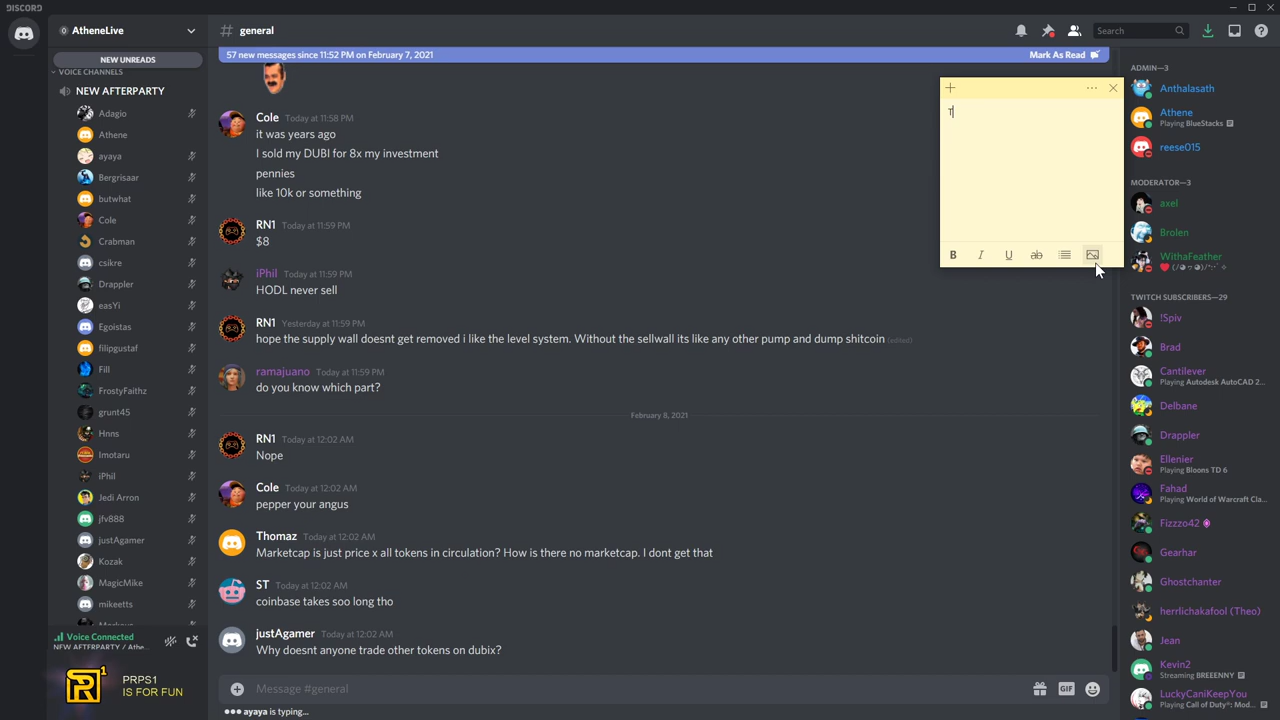 DISCORD
AtheneLive
NEW UNREADS
VOICE CHANNELS
NEW AFTERPARTY
Adagio
Athene
ayaya
Bergrisaar
butwhat
Cole
Crabman
csikre
Drappler
easYi
Egoistas
filipgustaf
Fill
FrostyFaithz
grunt45
Hnns
Imotaru
iPhil
Jedi Arron
jfv888
justAgamer
Kozak
MagicMike
mikeetts
Voice Connected
NEW AFTERPARTY / Athe...
PRPS1
IS FOR FUN
# general
Search
57 new messages since 11:52 PM on February 7, 2021
Mark As Read
Cole Today at 11:58 PM
it was years ago
I sold my DUBI for 8x my investment
pennies
like 10k or something
RN1 Today at 11:59 PM
$8
iPhil Today at 11:59 PM
HODL never sell
RN1 Yesterday at 11:59 PM
hope the supply wall doesnt get removed i like the level system. Without the sellwall its like any other pump and dump shitcoin (edited)
ramajuano Today at 11:59 PM
do you know which part?
February 8, 2021
RN1 Today at 12:02 AM
Nope
Cole Today at 12:02 AM
pepper your angus
Thomaz Today at 12:02 AM
Marketcap is just price x all tokens in circulation? How is there no marketcap. I dont get that
ST Today at 12:02 AM
coinbase takes soo long tho
justAgamer Today at 12:02 AM
Why doesnt anyone trade other tokens on dubix?
Message #general
GIF
ayaya is typing...
T
B I U ab
ADMIN—3
Anthalasath
Athene
Playing BlueStacks
reese015
MODERATOR—3
axel
Brolen
WithaFeather
TWITCH SUBSCRIBERS—29
!Spiv
Brad
Cantilever
Playing Autodesk AutoCAD 2...
Delbane
Drappler
Ellenier
Playing Bloons TD 6
Fahad
Playing World of Warcraft Cla...
Fizzzo42
Gearhar
Ghostchanter
herrlichakafool (Theo)
Jean
Kevin2
Streaming BREEENNY
LuckyCaniKeepYou
Playing Call of Duty®: Mod...